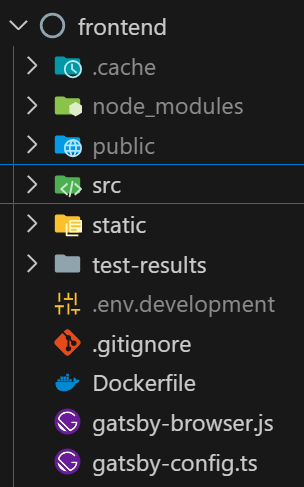 frontend
.cache
node_modules
public
src
static
test-results
.env.development
.gitignore
Dockerfile
gatsby-browser.js
gatsby-config.ts